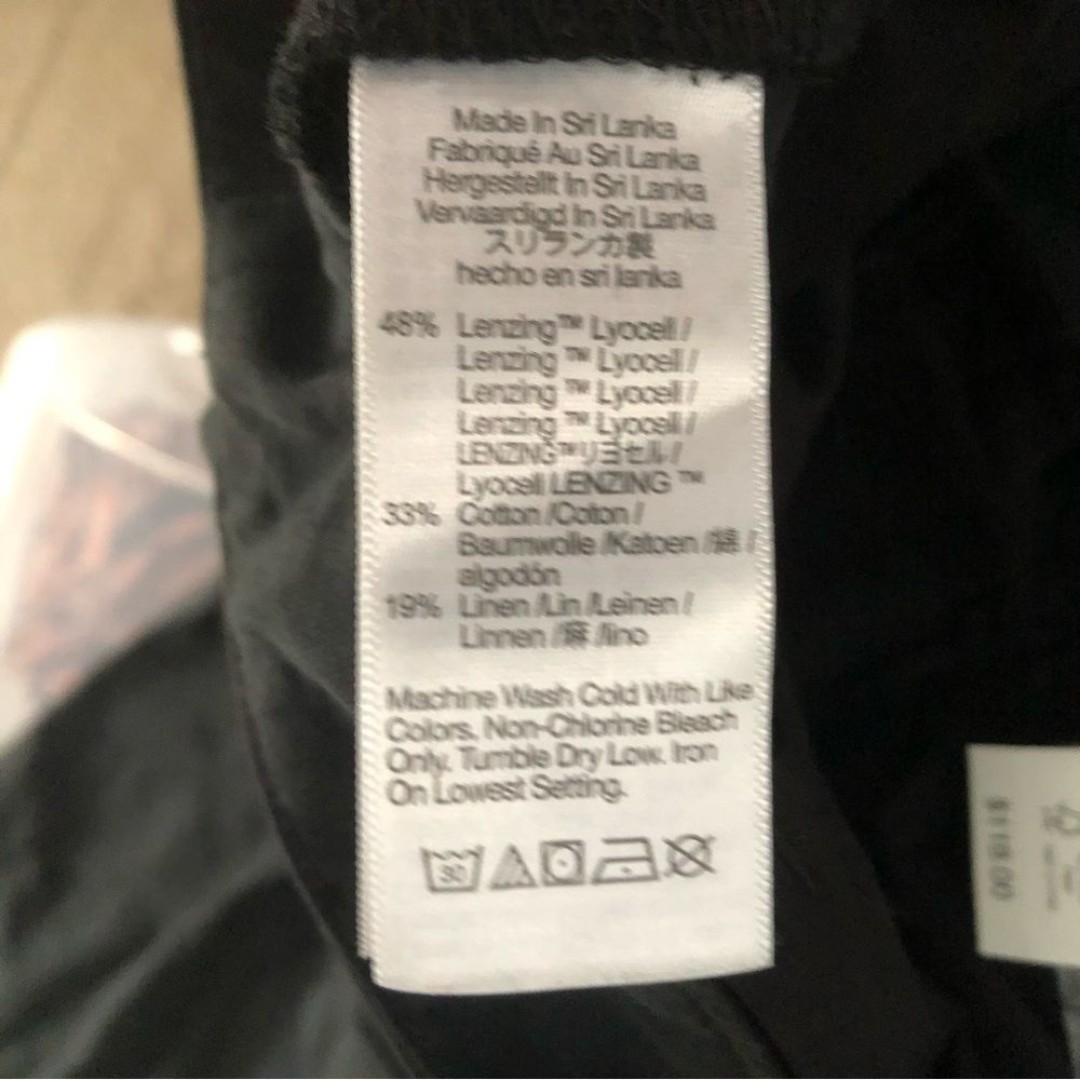 Made In Sri Lanka
Fabriqué Au Sri Lanka
Hergestellt In Sri Lanka
Vervaardigd In Sri Lanka
スリランカ製
hecho en sri lanka
48% Lenzing™ Lyocell /
Lenzing ™ Lyocell /
Lenzing ™ Lyocell /
Lenzing ™ Lyocell /
LENZING™リヨセル /
Lyocell LENZING ™
33% Cotton /Coton /
Baumwolle /Katoen /綿 /
algodón
19% Linen /Lin /Leinen /
Linnen /麻 /lino
Machine Wash Cold With Like
Colors. Non-Chlorine Bleach
Only. Tumble Dry Low. Iron
On Lowest Setting.
30